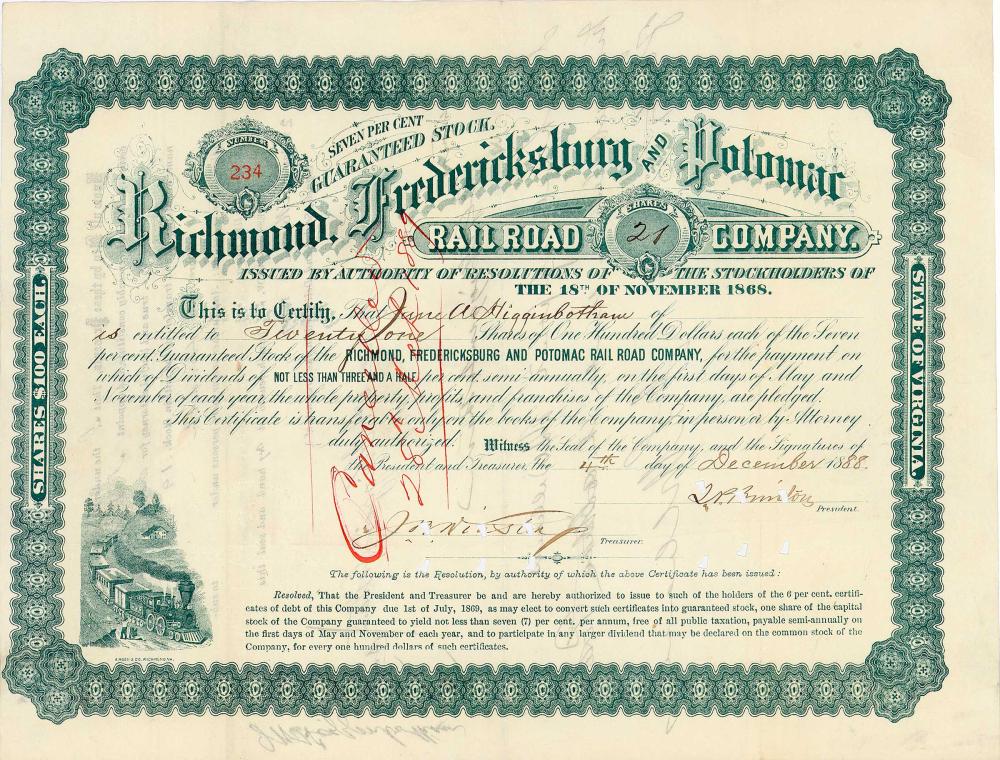 NUMBER
234
SEVEN PER CENT
GUARANTEED STOCK.
Richmond, Fredericksburg AND Potomac
RAIL ROAD SHARES 21 COMPANY.
ISSUED BY AUTHORITY OF RESOLUTIONS OF THE STOCKHOLDERS OF
THE 18TH OF NOVEMBER 1868.
This is to Certify, That June A Higginbotham of
is entitled to Twenty one Shares of One Hundred Dollars each of the Seven
per cent. Guaranteed Stock of the RICHMOND, FREDERICKSBURG AND POTOMAC RAIL ROAD COMPANY, for the payment on
which of Dividends of NOT LESS THAN THREE AND A HALF per cent. semi-annually, on the first days of May and
November of each year, the whole property, profits, and franchises of the Company, are pledged.
This Certificate is transferable only on the books of the Company, in person or by Attorney
duly authorized. Witness the Seal of the Company, and the Signatures of
the President and Treasurer, the 4th day of December 1888.
President.
Treasurer.
Cancelled
SHARES $100 EACH.
STATE OF VIRGINIA
The following is the Resolution, by authority of which the above Certificate has been issued:
Resolved, That the President and Treasurer be and are hereby authorized to issue to such of the holders of the 6 per cent. certifi-
cates of debt of this Company due 1st of July, 1869, as may elect to convert such certificates into guaranteed stock, one share of the capital
stock of the Company guaranteed to yield not less than seven (7) per cent. per annum, free of all public taxation, payable semi-annually on
the first days of May and November of each year, and to participate in any larger dividend that may be declared on the common stock of the
Company, for every one hundred dollars of such certificates.